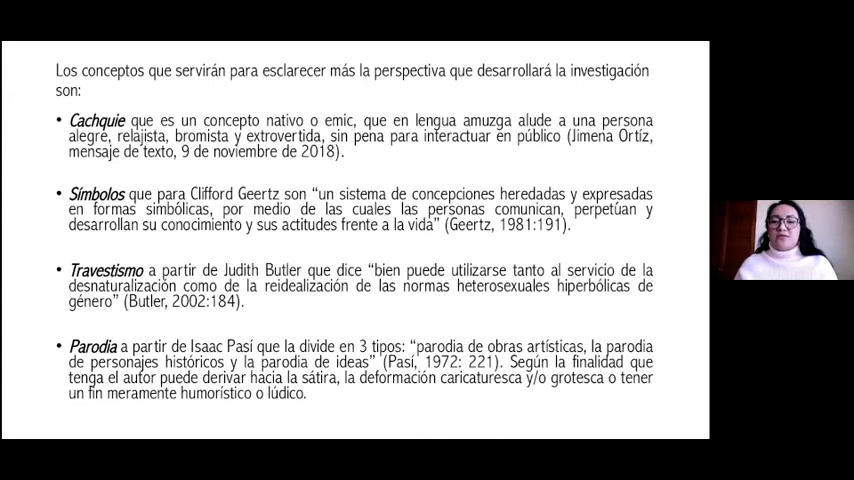 Los conceptos que servirán para esclarecer más la perspectiva que desarrollará la investigación
son:
• Cachquie que es un concepto nativo o emic, que en lengua amuzga alude a una persona
alegre, relajista, bromista y extrovertida, sin pena para interactuar en público (Jimena Ortíz,
mensaje de texto, 9 de noviembre de 2018).
• Símbolos que para Clifford Geertz son “un sistema de concepciones heredadas y expresadas
en formas simbólicas, por medio de las cuales las personas comunican, perpetúan y
desarrollan su conocimiento y sus actitudes frente a la vida” (Geertz, 1981:191).
• Travestismo a partir de Judith Butler que dice “bien puede utilizarse tanto al servicio de la
desnaturalización como de la reidealización de las normas heterosexuales hiperbólicas de
género” (Butler, 2002:184).
• Parodia a partir de Isaac Pasí que la divide en 3 tipos: “parodia de obras artísticas, la parodia
de personajes históricos y la parodia de ideas” (Pasí, 1972: 221). Según la finalidad que
tenga el autor puede derivar hacia la sátira, la deformación caricaturesca y/o grotesca o tener
un fin meramente humorístico o lúdico.